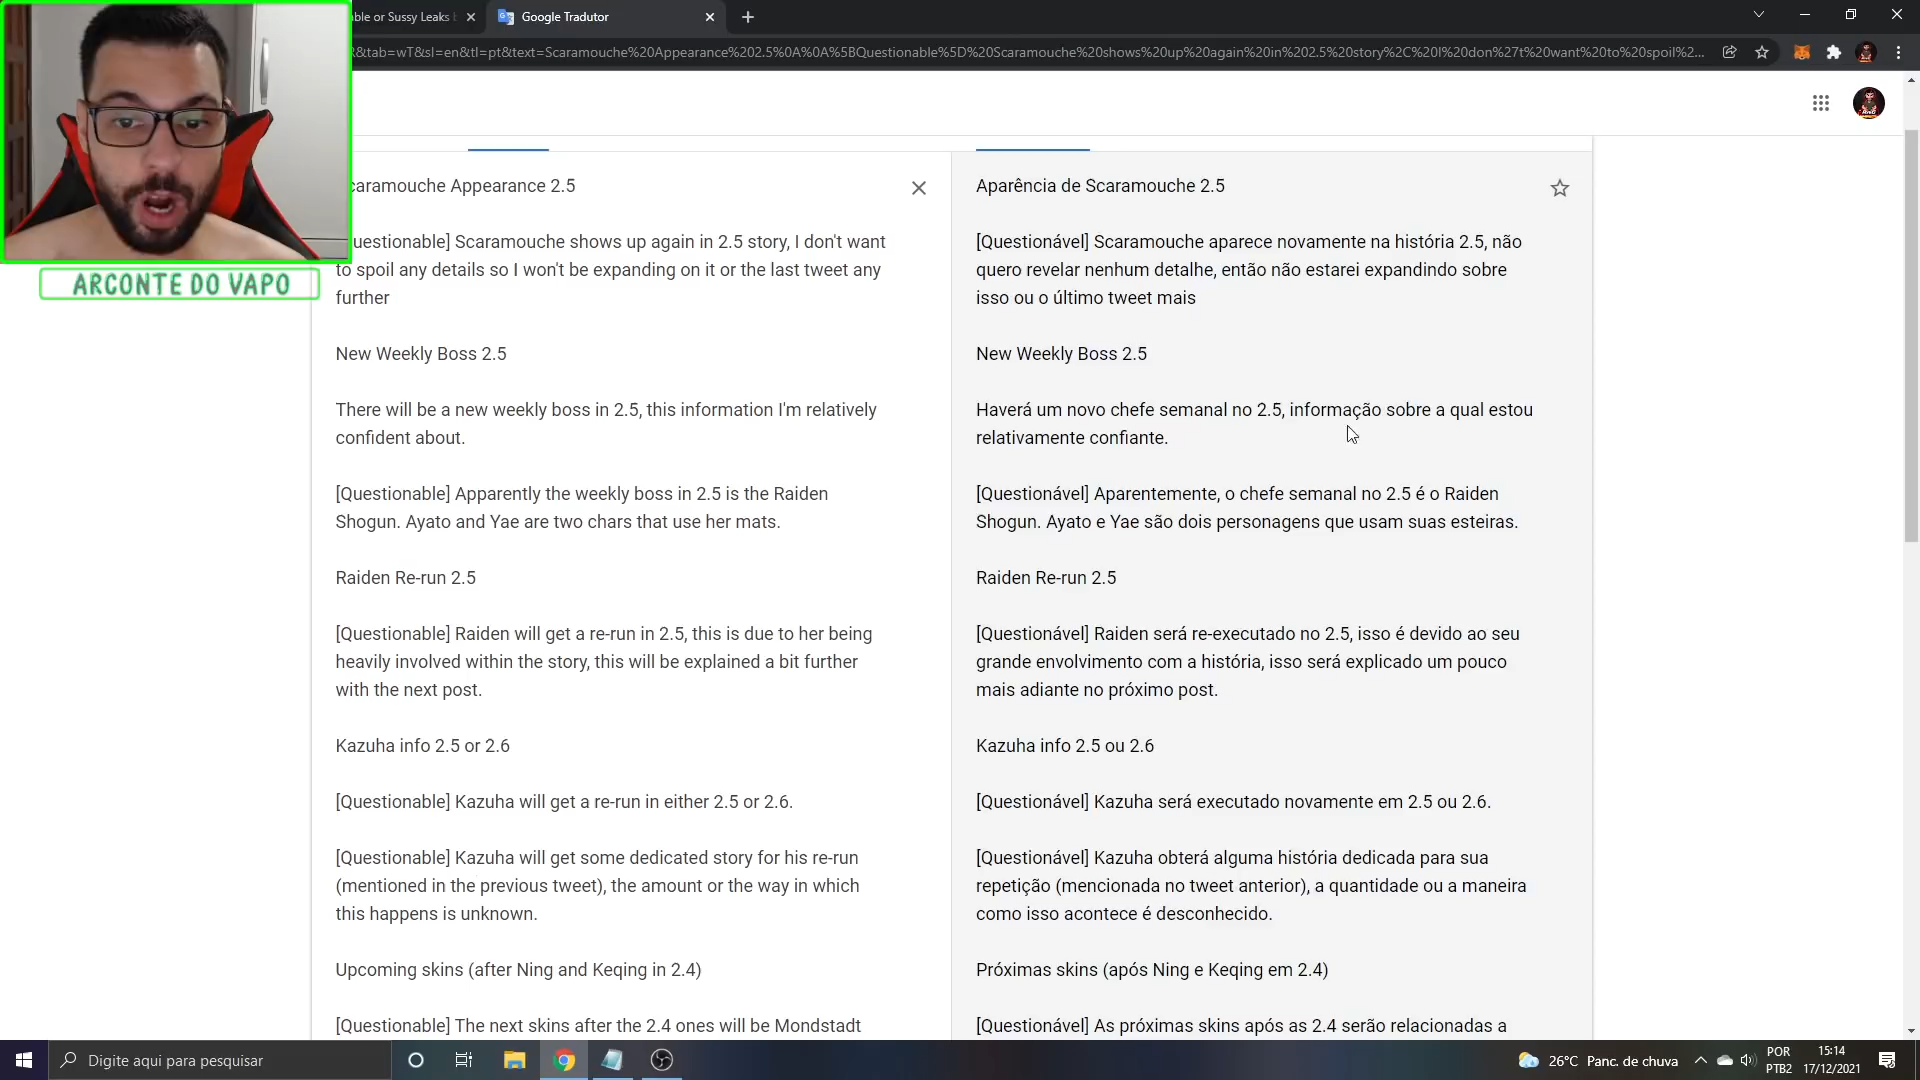 ble or Sussy Leaks
Google Tradutor
R&tab=wT&sl=en&tl=pt&text=Scaramouche%20Appearance%202.5%0A%0A%5BQuestionable%5D%20Scaramouche%20shows%20up%20again%20in%202.5%20story%2C%20I%20don%27t%20want%20to%20spoil%2...
ARCONTE DO VAPO
caramouche Appearance 2.5
uestionable] Scaramouche shows up again in 2.5 story, I don't want
to spoil any details so I won't be expanding on it or the last tweet any
further
New Weekly Boss 2.5
There will be a new weekly boss in 2.5, this information I'm relatively
confident about.
[Questionable] Apparently the weekly boss in 2.5 is the Raiden
Shogun. Ayato and Yae are two chars that use her mats.
Raiden Re-run 2.5
[Questionable] Raiden will get a re-run in 2.5, this is due to her being
heavily involved within the story, this will be explained a bit further
with the next post.
Kazuha info 2.5 or 2.6
[Questionable] Kazuha will get a re-run in either 2.5 or 2.6.
[Questionable] Kazuha will get some dedicated story for his re-run
(mentioned in the previous tweet), the amount or the way in which
this happens is unknown.
Upcoming skins (after Ning and Keqing in 2.4)
[Questionable] The next skins after the 2.4 ones will be Mondstadt
Aparência de Scaramouche 2.5
[Questionável] Scaramouche aparece novamente na história 2.5, não
quero revelar nenhum detalhe, então não estarei expandindo sobre
isso ou o último tweet mais
New Weekly Boss 2.5
Haverá um novo chefe semanal no 2.5, informação sobre a qual estou
relativamente confiante.
[Questionável] Aparentemente, o chefe semanal no 2.5 é o Raiden
Shogun. Ayato e Yae são dois personagens que usam suas esteiras.
Raiden Re-run 2.5
[Questionável] Raiden será re-executado no 2.5, isso é devido ao seu
grande envolvimento com a história, isso será explicado um pouco
mais adiante no próximo post.
Kazuha info 2.5 ou 2.6
[Questionável] Kazuha será executado novamente em 2.5 ou 2.6.
[Questionável] Kazuha obterá alguma história dedicada para sua
repetição (mencionada no tweet anterior), a quantidade ou a maneira
como isso acontece é desconhecido.
Próximas skins (após Ning e Keqing em 2.4)
[Questionável] As próximas skins após as 2.4 serão relacionadas a
Digite aqui para pesquisar
26°C Panc. de chuva
POR
PTB2
15:14
17/12/2021